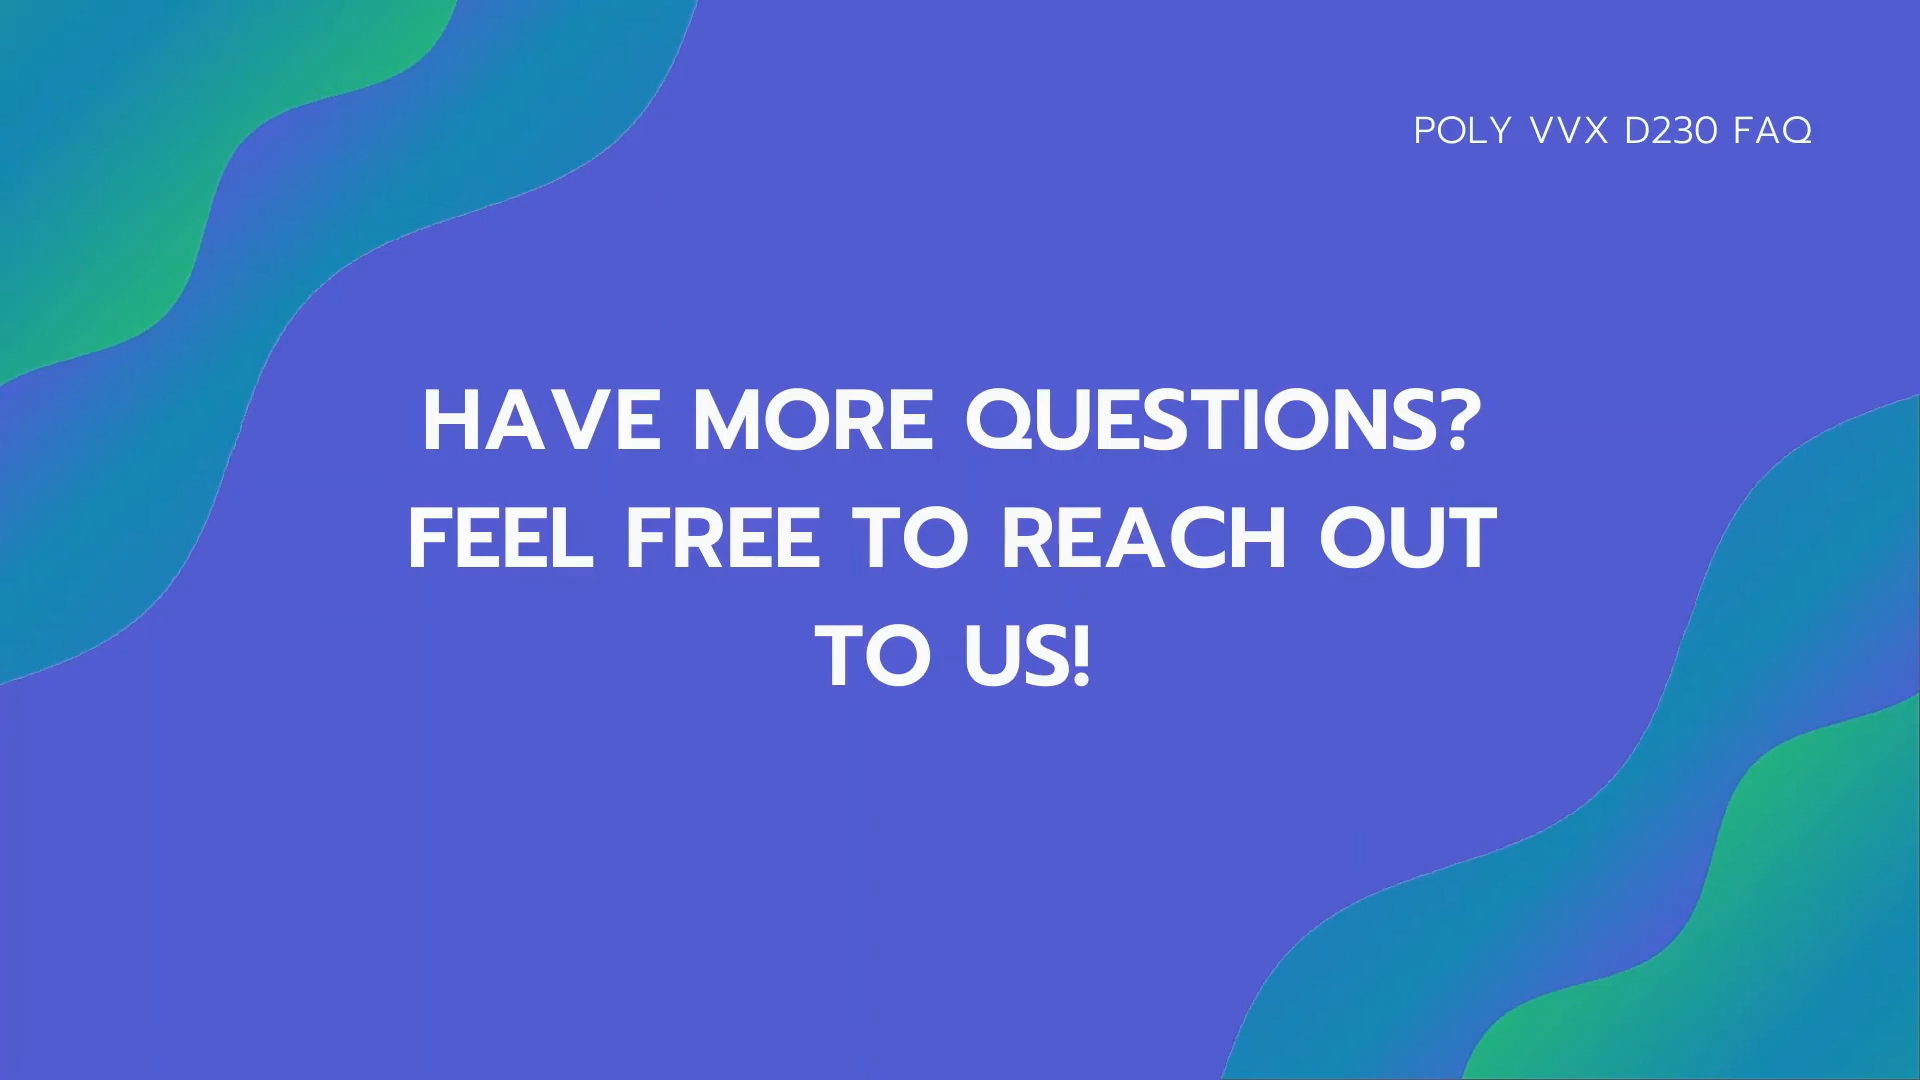 POLY VVX D230 FAQ
HAVE MORE QUESTIONS?
FEEL FREE TO REACH OUT
TO US!